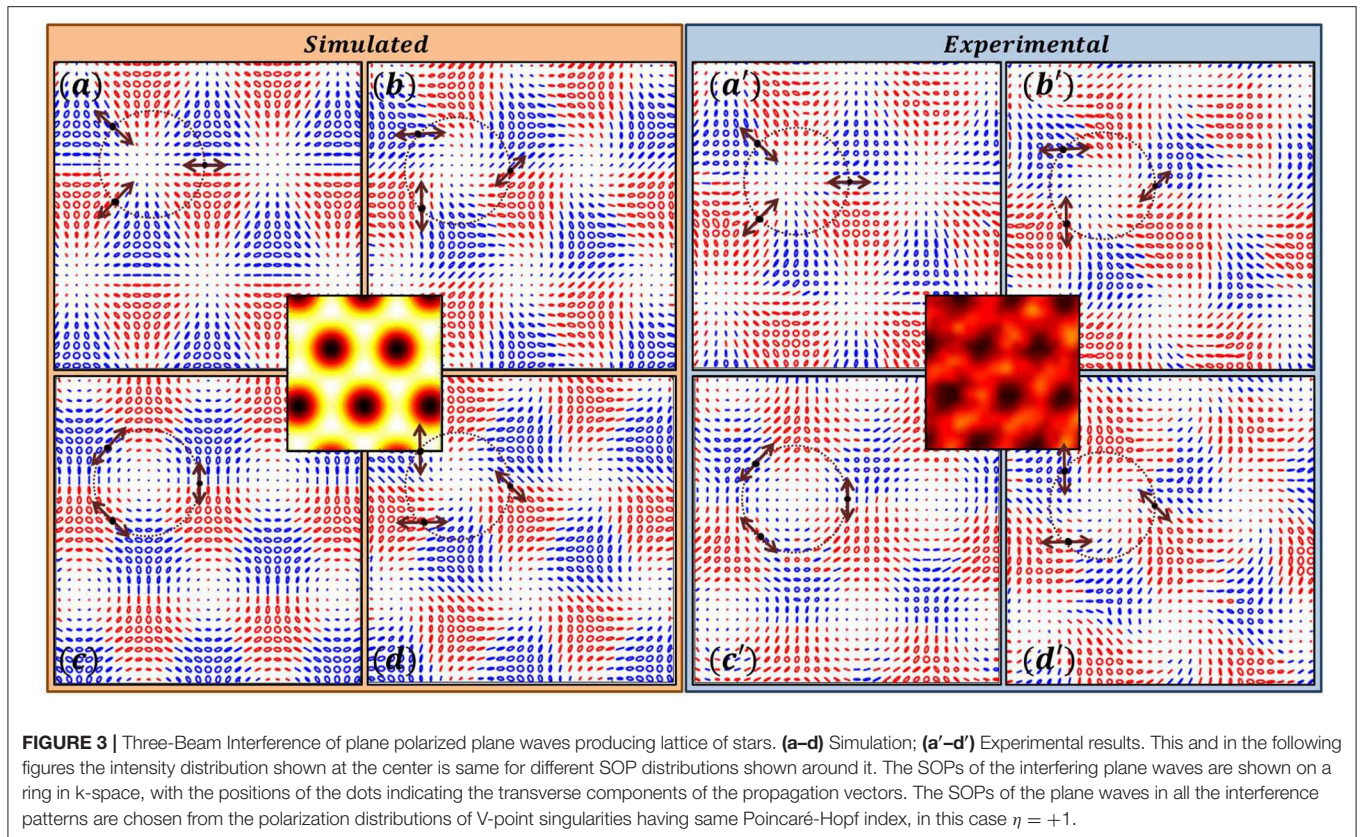 Simulated
Experimental
(a)
(b)
(a′)
(b′)
(c)
(d)
(c′)
(d′)
FIGURE 3 | Three-Beam Interference of plane polarized plane waves producing lattice of stars. (a–d) Simulation; (a′–d′) Experimental results. This and in the following
figures the intensity distribution shown at the center is same for different SOP distributions shown around it. The SOPs of the interfering plane waves are shown on a
ring in k-space, with the positions of the dots indicating the transverse components of the propagation vectors. The SOPs of the plane waves in all the interference
patterns are chosen from the polarization distributions of V-point singularities having same Poincaré-Hopf index, in this case η = +1.